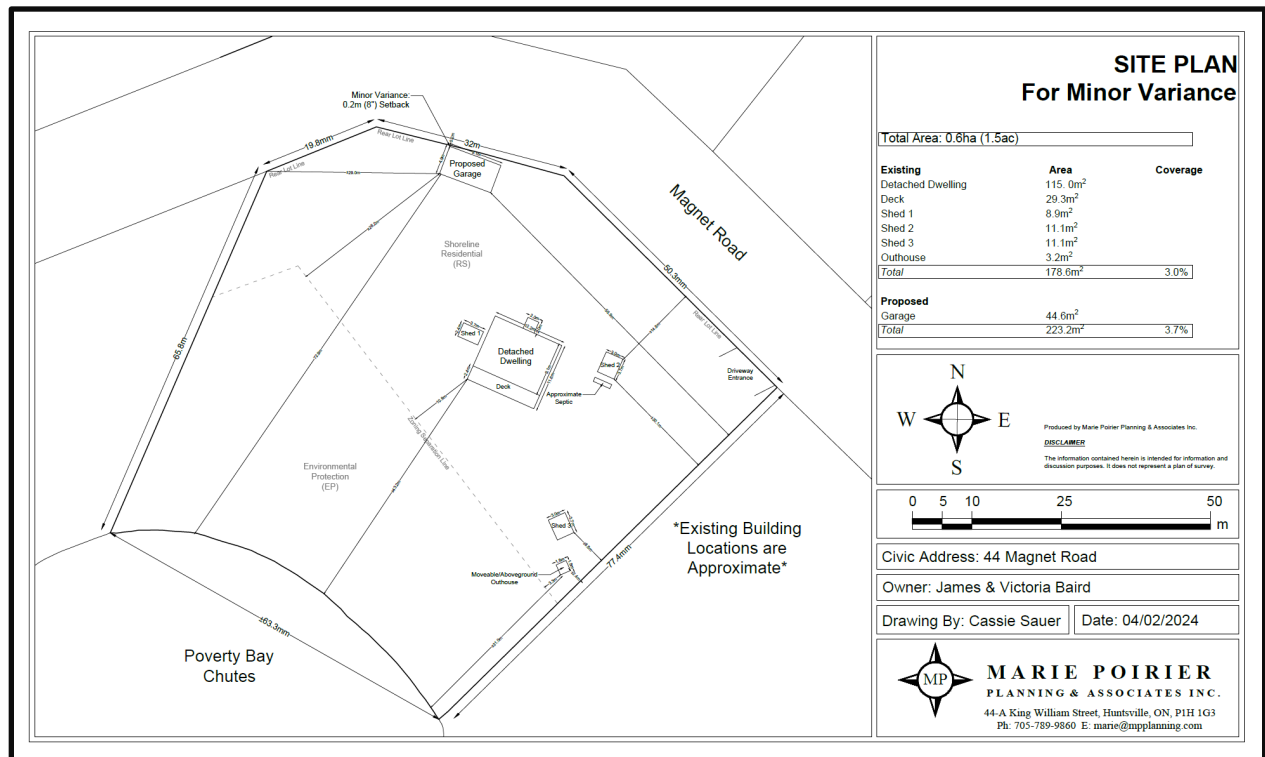 SITE PLAN
For Minor Variance
Total Area: 0.6ha (1.5ac)
Existing Area Coverage
Detached Dwelling 115. 0m²
Deck 29.3m²
Shed 1 8.9m²
Shed 2 11.1m²
Shed 3 11.1m²
Outhouse 3.2m²
Total 178.6m² 3.0%
Proposed
Garage 44.6m²
Total 223.2m² 3.7%
N
W E
S
Produced by Marie Poirier Planning & Associates Inc.
DISCLAIMER
The information contained herein is intended for information and
discussion purposes. It does not represent a plan of survey.
0 5 10 25 50
m
Civic Address: 44 Magnet Road
Owner: James & Victoria Baird
Drawing By: Cassie Sauer
Date: 04/02/2024
MP
MARIE POIRIER
PLANNING & ASSOCIATES INC.
44-A King William Street, Huntsville, ON, P1H 1G3
Ph: 705-789-9860 E: marie@mpplanning.com
Minor Variance:
0.2m (8") Setback
19.8mm
Rear Lot Line
Rear Lot Line
32m
Proposed
Garage
Magnet Road
Shoreline
Residential
(RS)
50.3mm
Rear Lot Line
65.8m
Shed 1
Detached
Dwelling
Deck
Shed 2
Approximate
Septic
Driveway
Entrance
Zoning Separation Line
Environmental
Protection
(EP)
Shed 3
Moveable/Aboveground
Outhouse
77.4mm
*Existing Building
Locations are
Approximate*
±63.3mm
Poverty Bay
Chutes